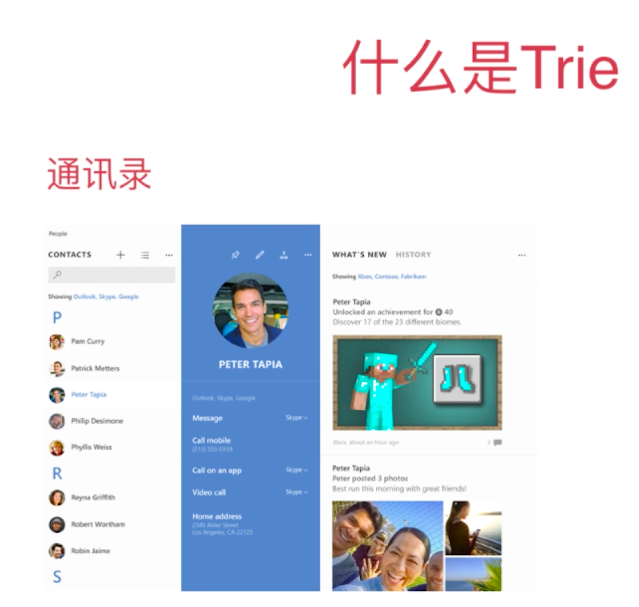 什么是Trie
通讯录
People
CONTACTS
Showing Outlook, Skype, Google
P
Pam Curry
Patrick Metters
Peter Tapia
Philip Desimone
Phyllis Weiss
R
Reyna Griffith
Robert Wortham
Robin Jaime
S
PETER TAPIA
Outlook, Skype, Google
Message Skype
Call mobile
(213) 555-0159
Call on an app Skype
Video call Skype
Home address
2345 Alder Street
Los Angeles, CA 22125
WHAT'S NEW HISTORY
Showing Xbox, Contoso, Fabrikam
Peter Tapia
Unlocked an achievement for G 40
Discover 17 of the 23 different biomes.
Xbox, about an hour ago
Peter Tapia
Peter posted 3 photos
Best run this morning with great friends!